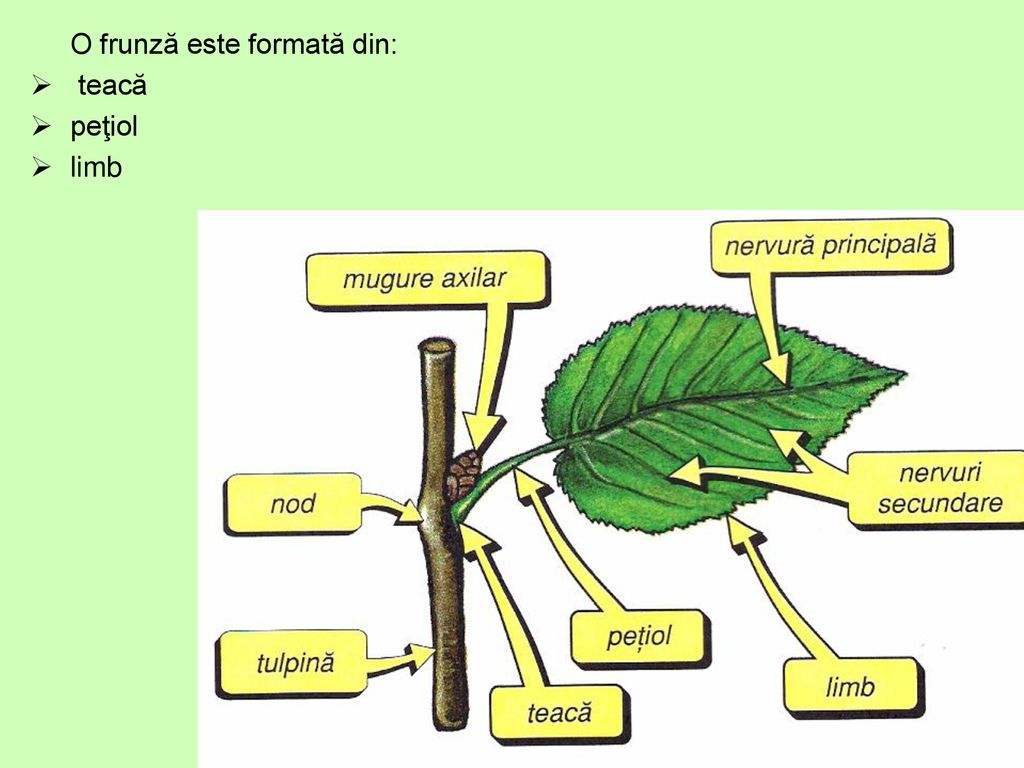 O frunză este formată din:
teacă
peţiol
limb
nervură principală
mugure axilar
nervuri
secundare
nod
pețiol
tulpină
limb
teacă